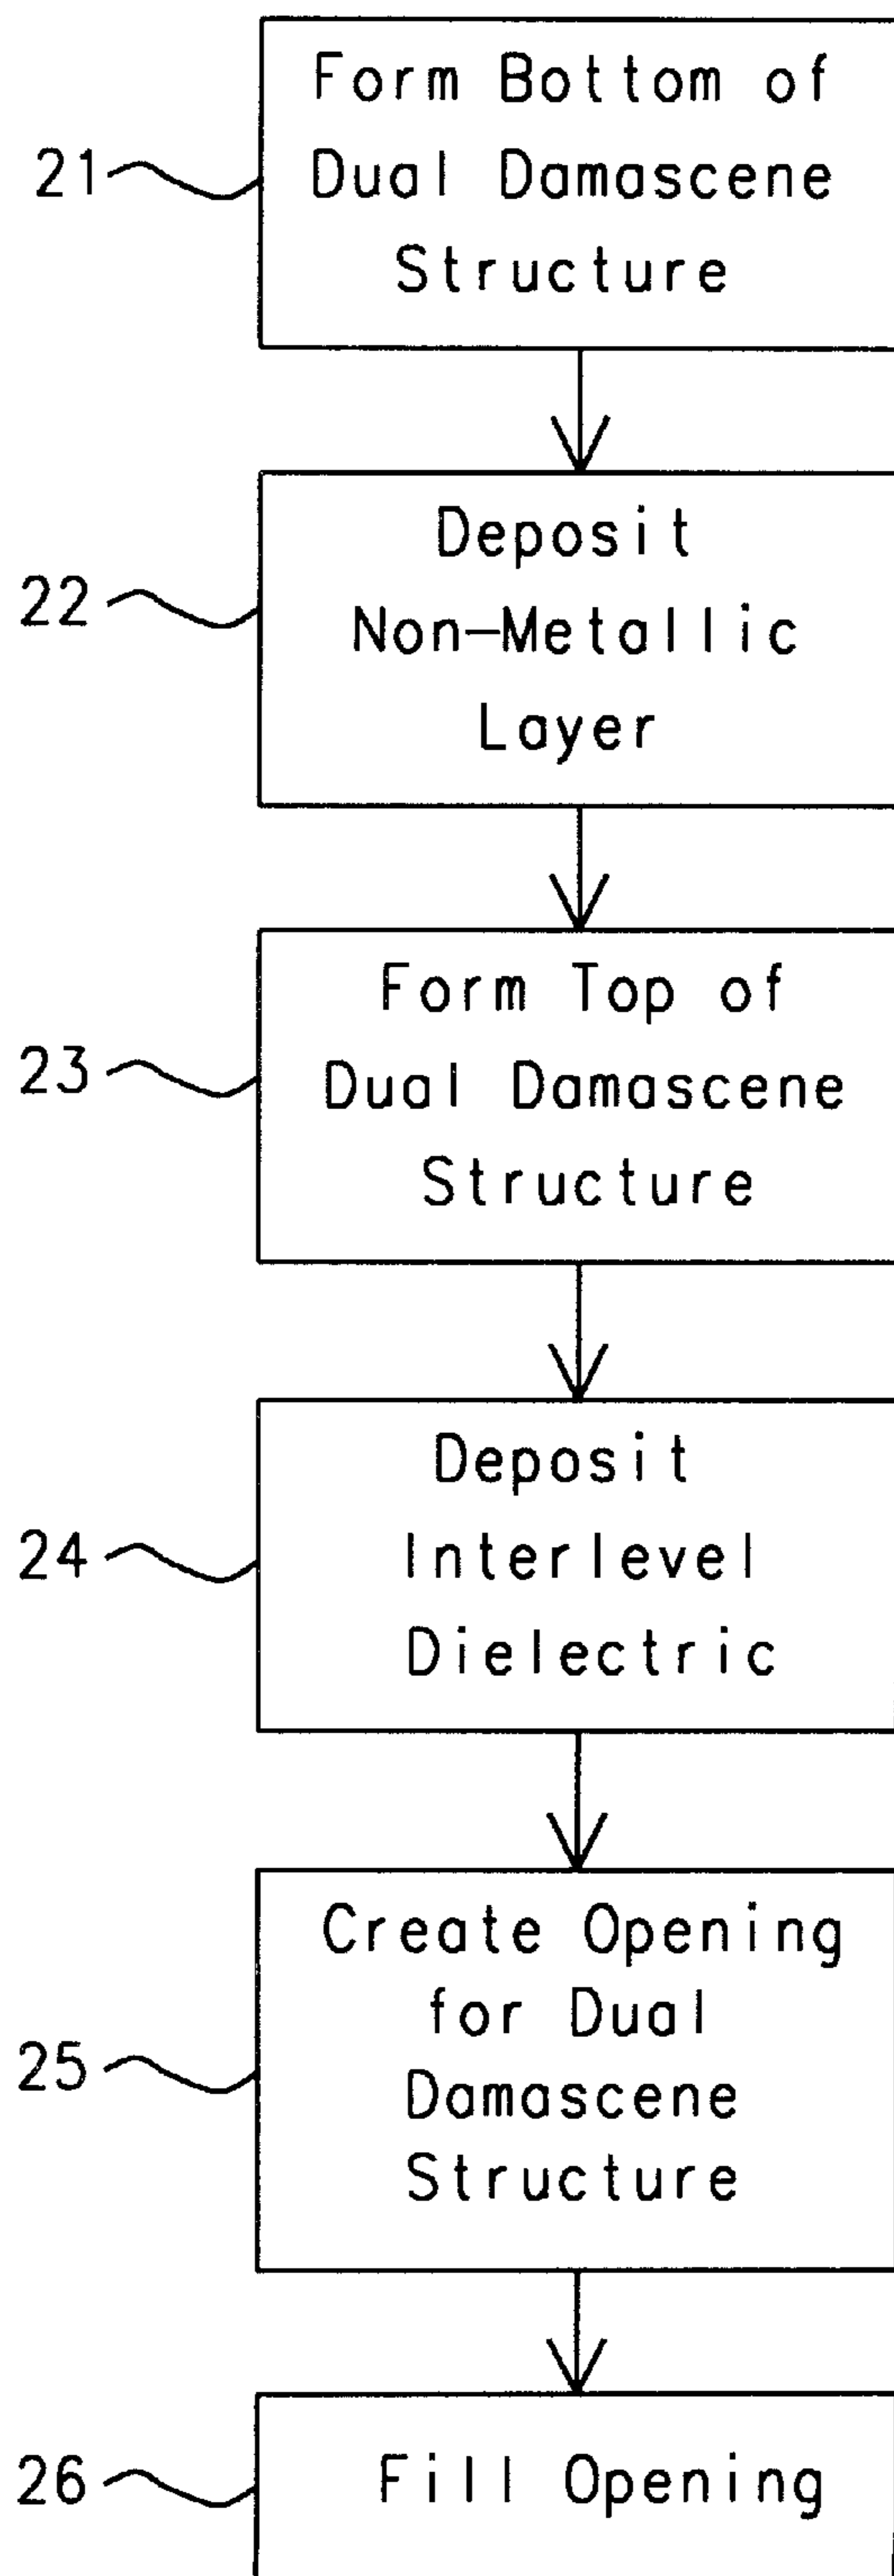 Form Bottom of
21
Dual Damascene
Structure
Deposit
22
Non-Metallic
Layer
Form Top of
23
Dual Damascene
Structure
Deposit
24
Interlevel
Dielectric
Create Opening
for Dual
25
Damascene
Structure
26
Fill Opening